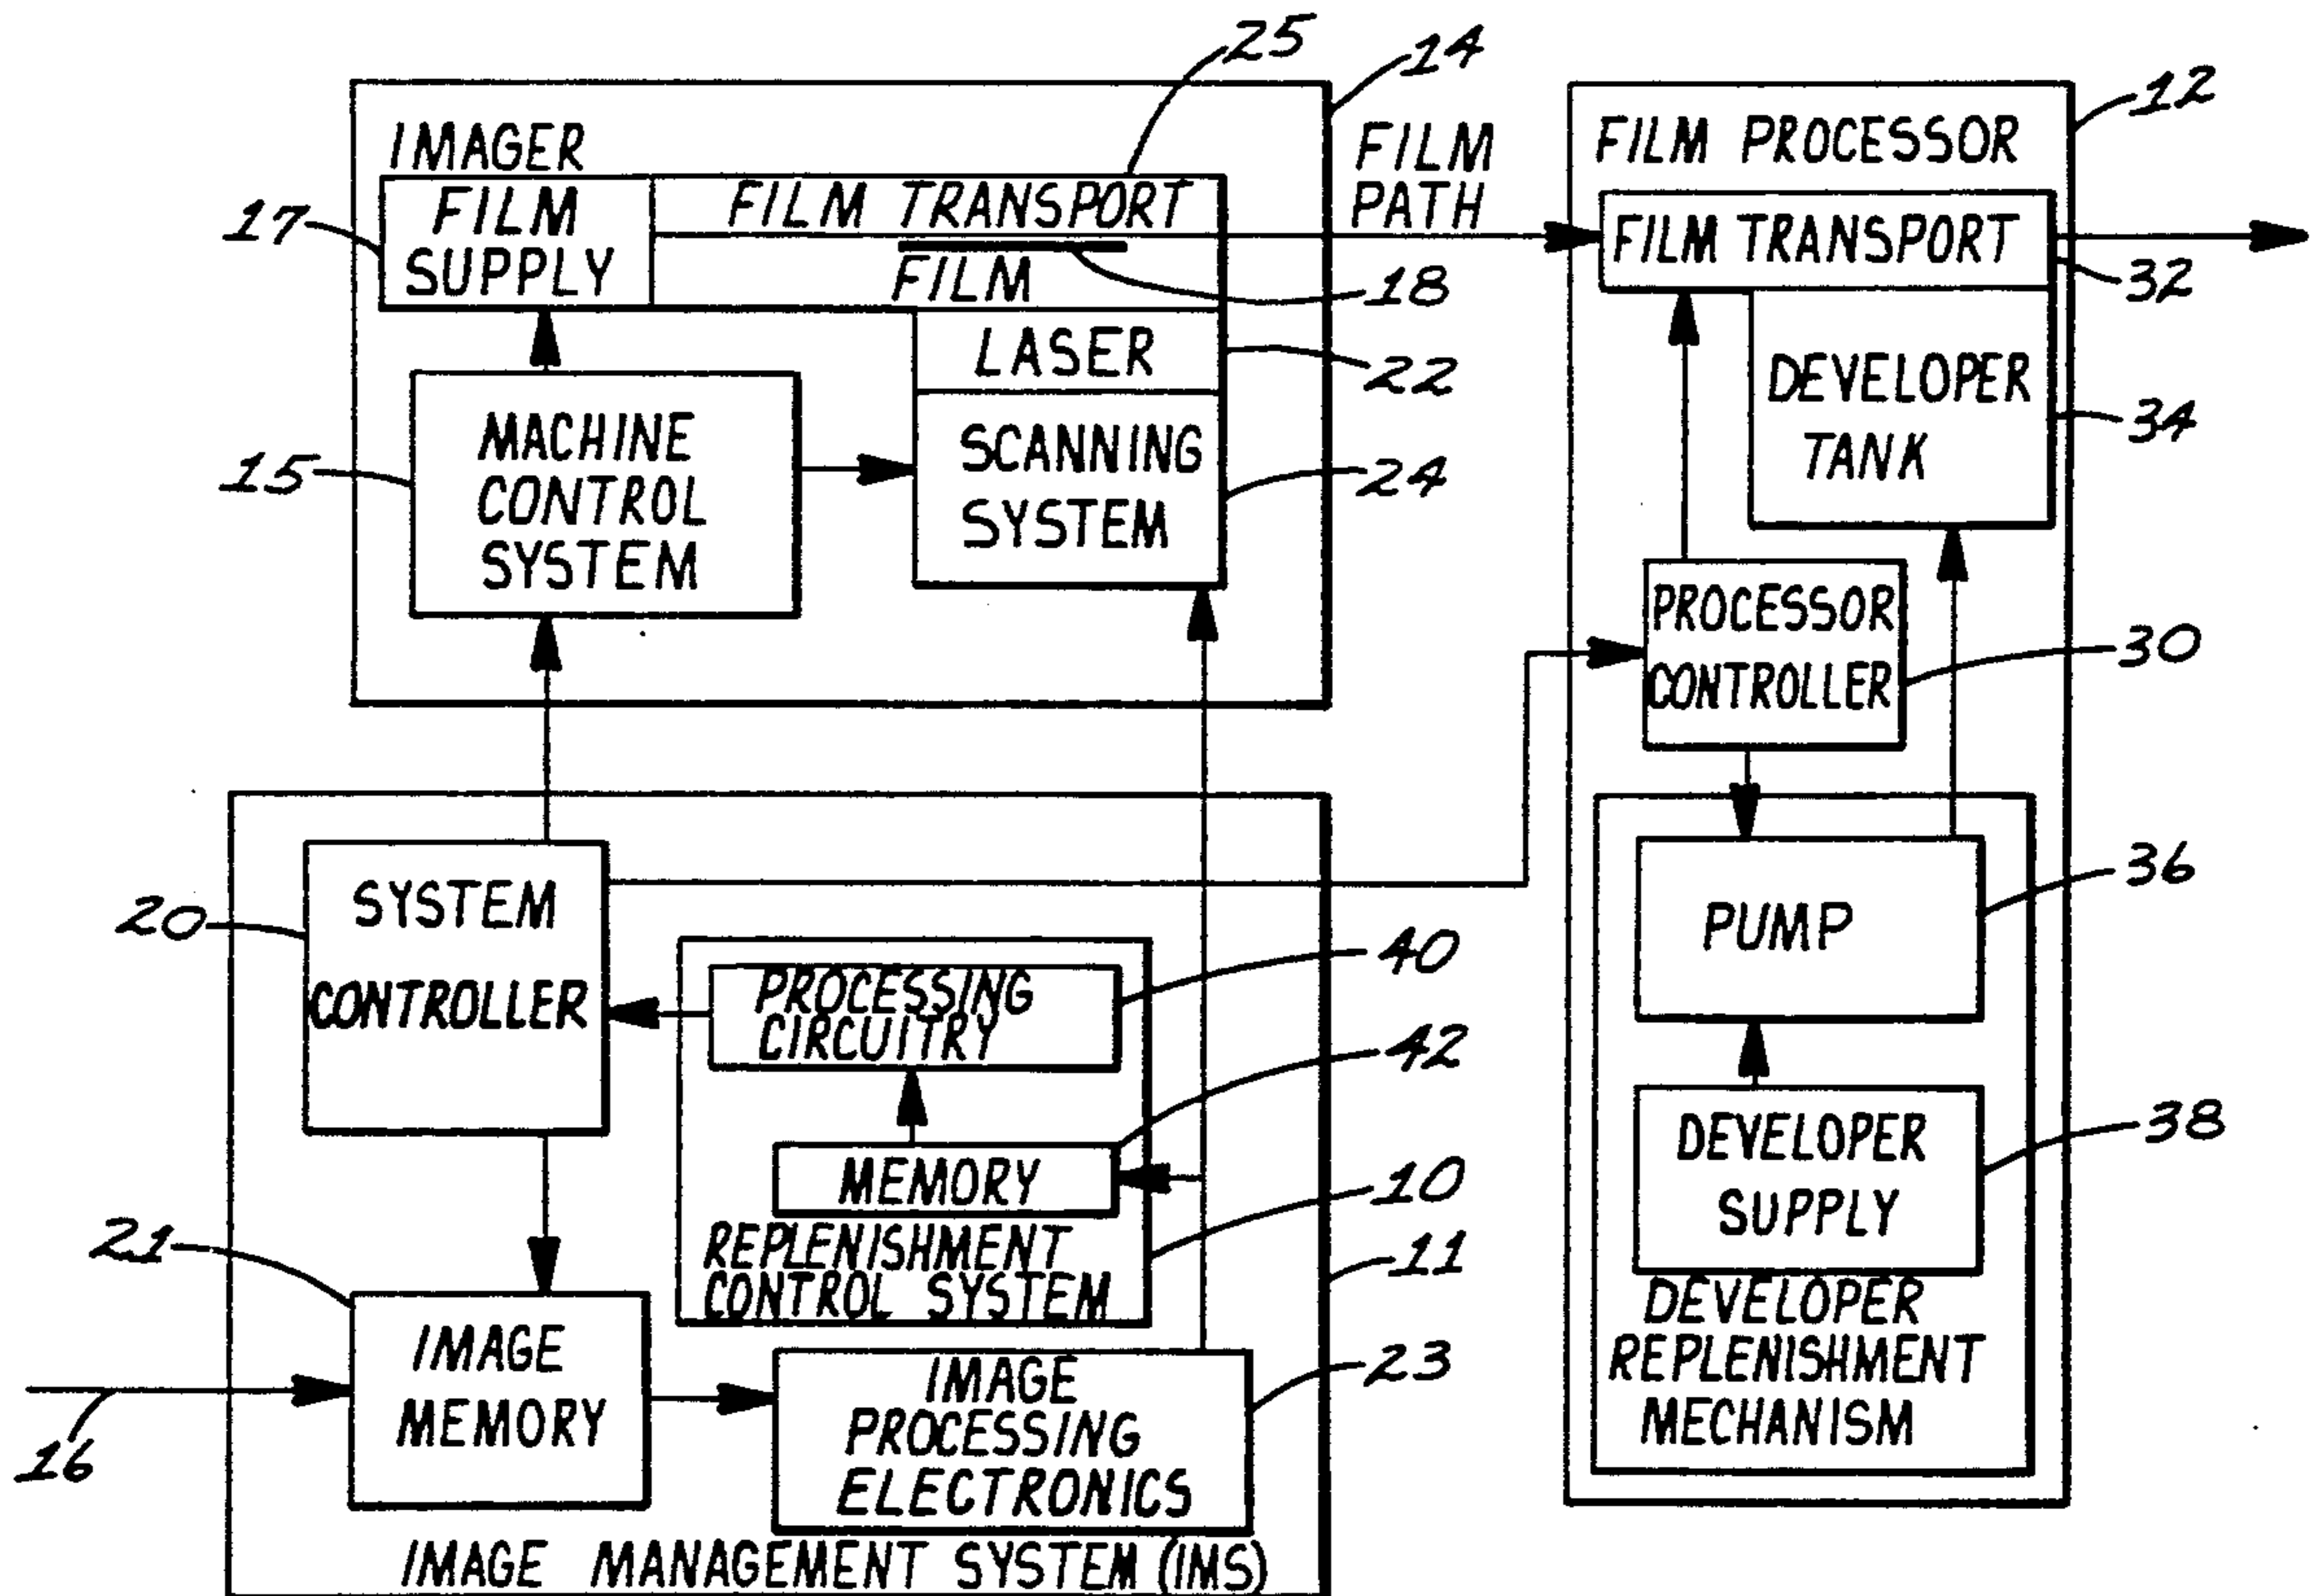 25
14
12
IMAGER
FILM
PATH
FILM PROCESSOR
17
FILM
SUPPLY
FILM TRANSPORT
FILM
18
FILM TRANSPORT
32
LASER
22
DEVELOPER
TANK
34
15
MACHINE
CONTROL
SYSTEM
SCANNING
SYSTEM
24
PROCESSOR
CONTROLLER
30
20
SYSTEM
CONTROLLER
PROCESSING
CIRCUITRY
40
PUMP
36
42
MEMORY
10
REPLENISHMENT
CONTROL SYSTEM
11
DEVELOPER
SUPPLY
38
DEVELOPER
REPLENISHMENT
MECHANISM
21
IMAGE
MEMORY
16
IMAGE
PROCESSING
ELECTRONICS
23
IMAGE MANAGEMENT SYSTEM (IMS)